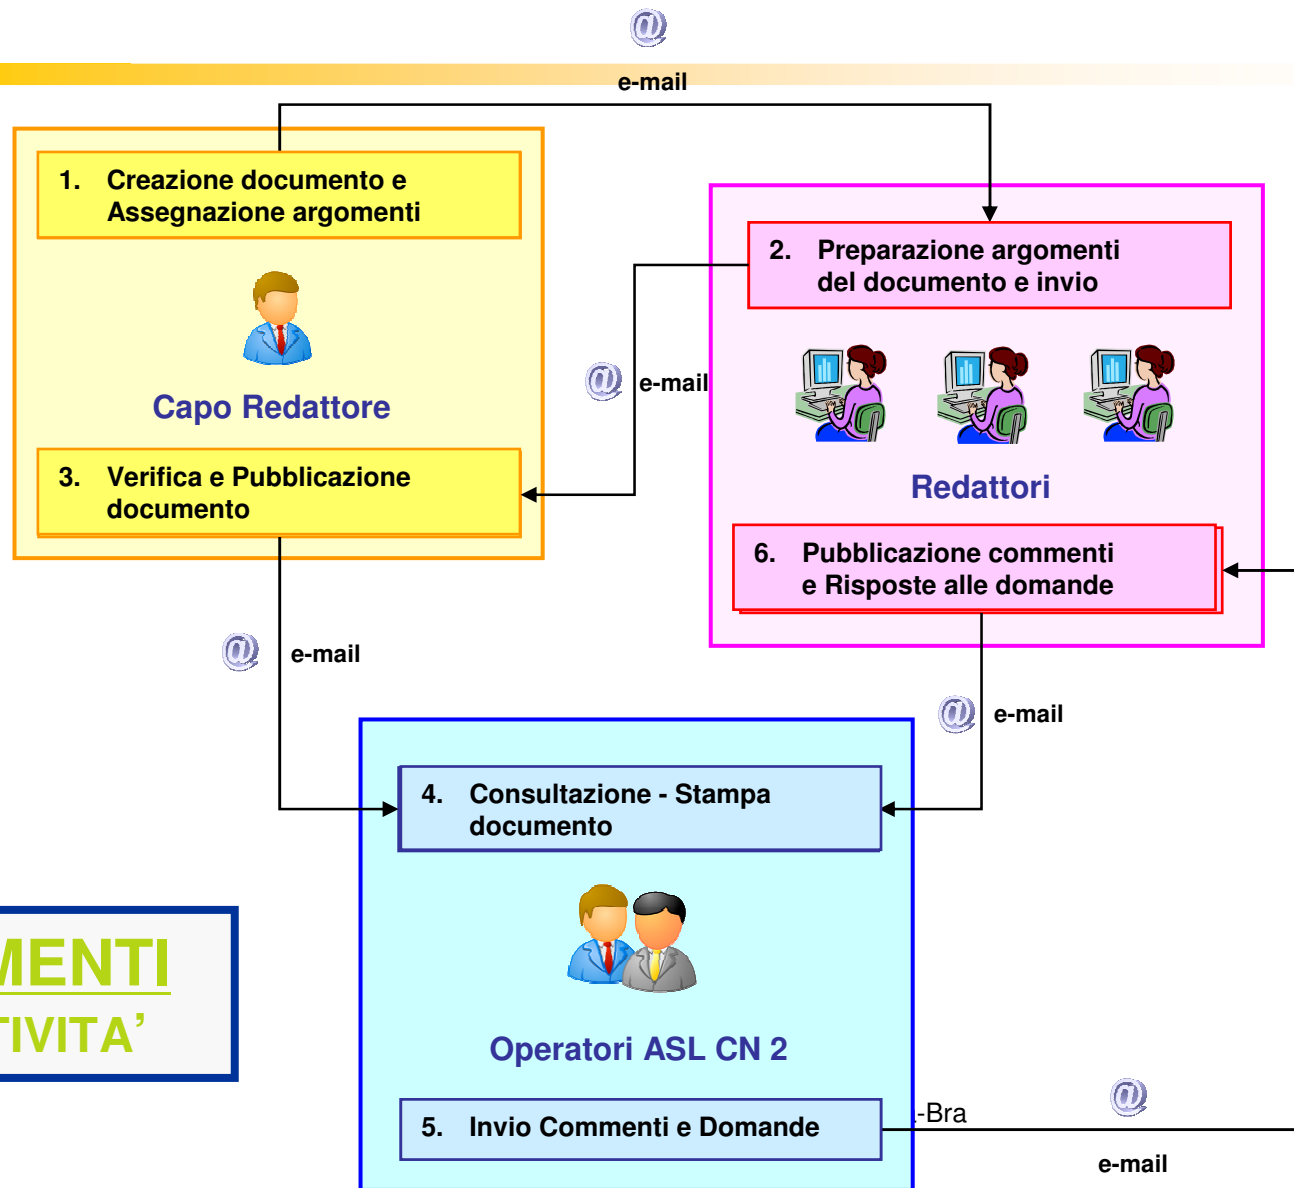 e-mail
1. Creazione documento e
Assegnazione argomenti
Capo Redattore
3. Verifica e Pubblicazione
documento
e-mail
2. Preparazione argomenti
del documento e invio
Redattori
6. Pubblicazione commenti
e Risposte alle domande
e-mail
e-mail
4. Consultazione - Stampa
documento
Operatori ASL CN 2
5. Invio Commenti e Domande
-Bra
e-mail
MENTI
TIVITA’